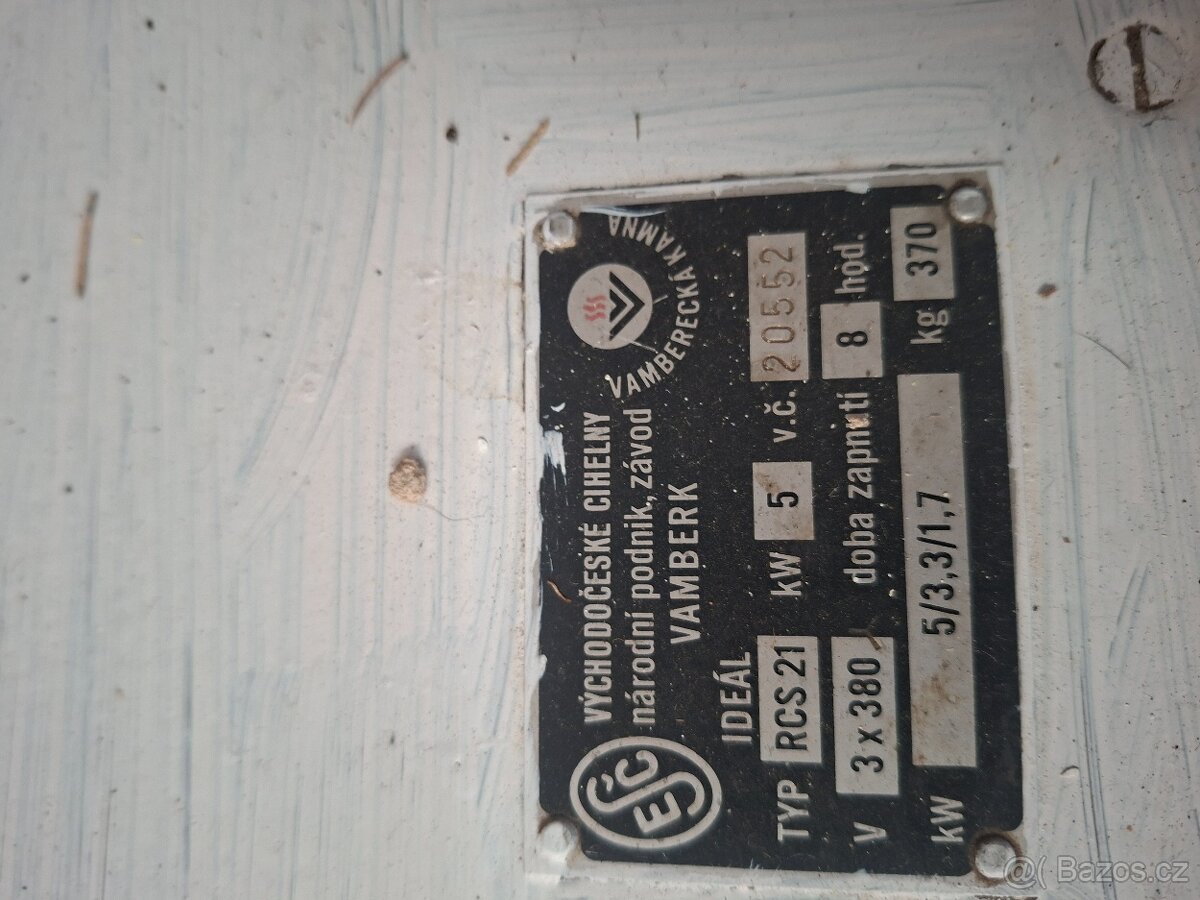 VÝCHODOČESKÉ CIHELNY
národní podnik, závod
VAMBERK
VAMBERECKÁ KAMNA
EČS
IDEÁL
TYP RCS 21 kW 5 v.č. 20552
V 3 x 380 doba zapnutí 8 hod.
kW 5/3,3/1,7 kg 370
@( Bazos.cz